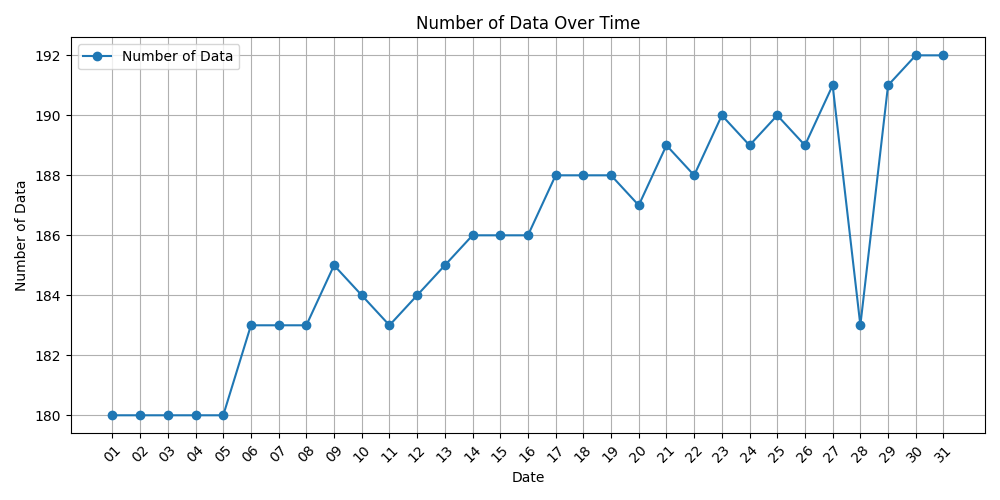 Number of Data Over Time
Number of Data
192
190
188
186
184
182
180
Number of Data
01 02 03 04 05 06 07 08 09 10 11 12 13 14 15 16 17 18 19 20 21 22 23 24 25 26 27 28 29 30 31
Date